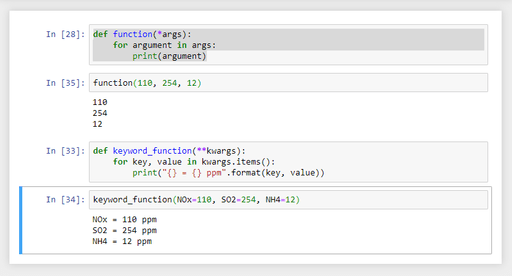 In [28]: def function(*args):
    for argument in args:
        print(argument)
In [35]: function(110, 254, 12)
110
254
12
In [33]: def keyword_function(**kwargs):
    for key, value in kwargs.items():
        print("{} = {} ppm".format(key, value))
In [34]: keyword_function(NOx=110, SO2=254, NH4=12)
NOx = 110 ppm
SO2 = 254 ppm
NH4 = 12 ppm